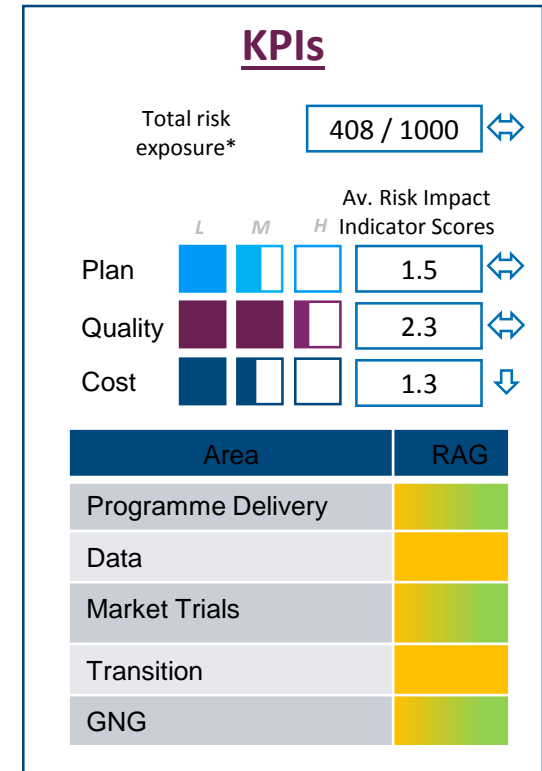 KPIs
Total risk
exposure*
408 / 1000
Av. Risk Impact
L M H Indicator Scores
Plan 1.5
Quality 2.3
Cost 1.3
Area RAG
Programme Delivery
Data
Market Trials
Transition
GNG